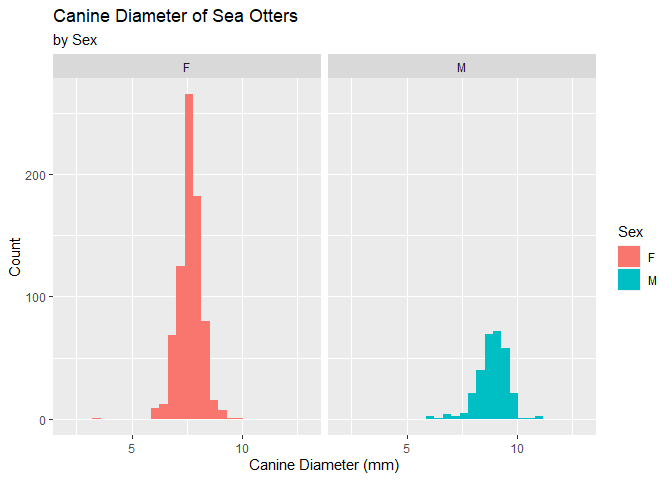 Canine Diameter of Sea Otters
by Sex
F
M
200
100
0
Count
5
10
5
10
Canine Diameter (mm)
Sex
F
M